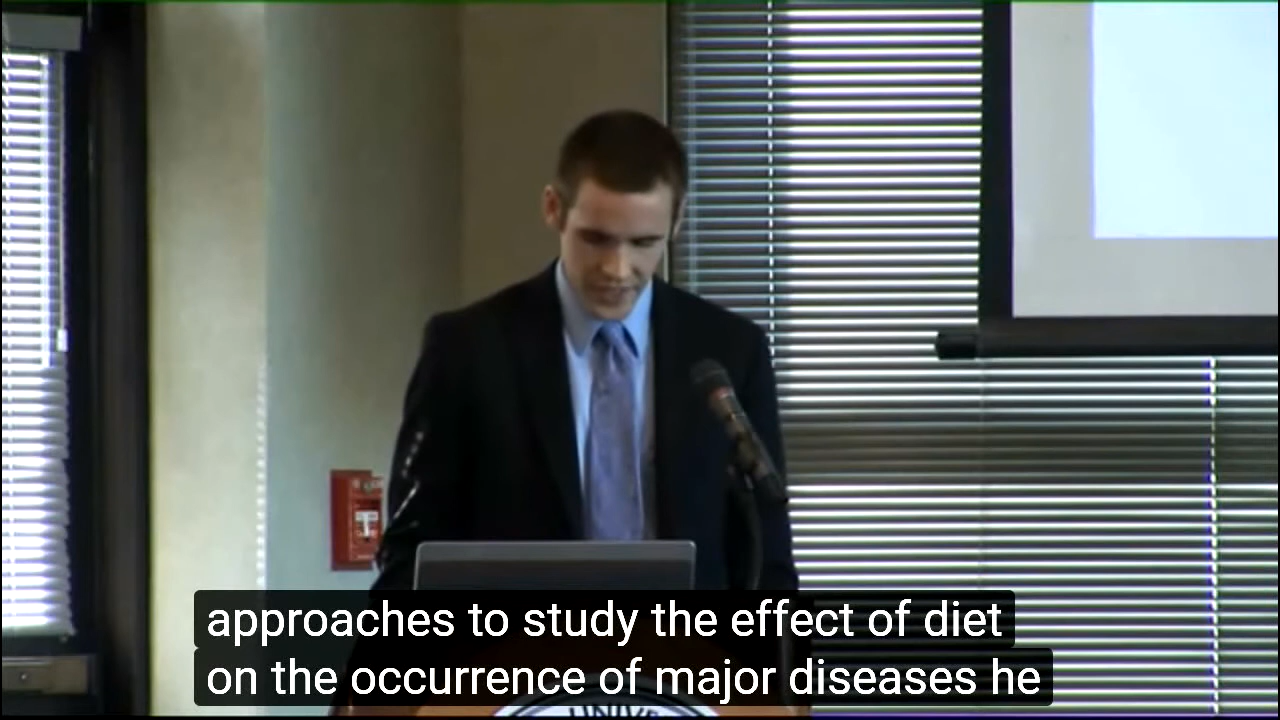 approaches to study the effect of diet
on the occurrence of major diseases he